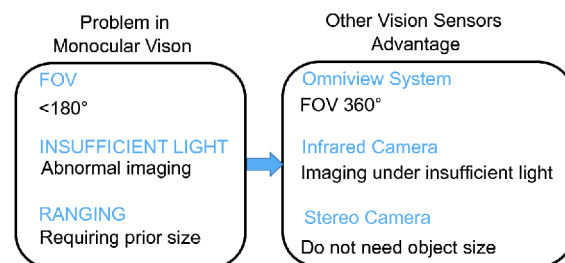 Problem in
Monocular Vison
FOV
<180°
INSUFFICIENT LIGHT
Abnormal imaging
RANGING
Requiring prior size
Other Vision Sensors
Advantage
Omniview System
FOV 360°
Infrared Camera
Imaging under insufficient light
Stereo Camera
Do not need object size